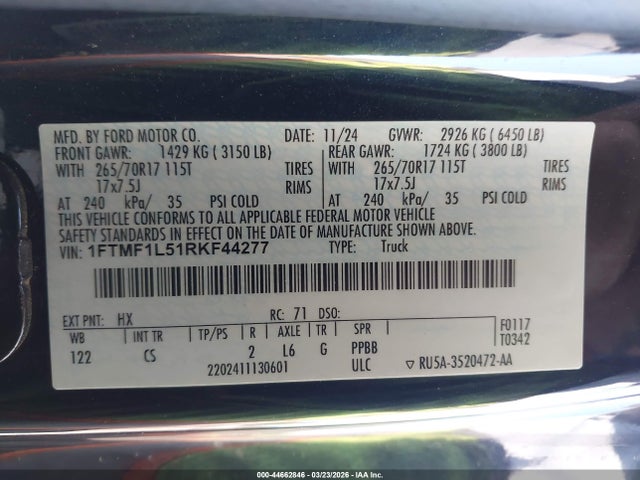 MFD. BY FORD MOTOR CO. DATE: 11/24 GVWR: 2926 KG ( 6450 LB)
FRONT GAWR: 1429 KG ( 3150 LB) REAR GAWR: 1724 KG ( 3800 LB)
WITH 265/70R17 115T TIRES WITH 265/70R17 115T TIRES
17x7.5J RIMS 17x7.5J RIMS
AT 240 kPa/ 35 PSI COLD AT 240 kPa/ 35 PSI COLD
THIS VEHICLE CONFORMS TO ALL APPLICABLE FEDERAL MOTOR VEHICLE
SAFETY STANDARDS IN EFFECT ON THE DATE OF MANUFACTURE SHOWN ABOVE.
VIN: 1FTMF1L51RKF44277 TYPE: Truck
EXT PNT: HX RC: 71 DSO: F0117
WB INT TR TP/PS R AXLE TR SPR T0342
122 CS 2 L6 G PPBB
2202411130601 ULC ▽ RU5A-3520472-AA
000-44662846 - 03/23/2026 - IAA Inc.